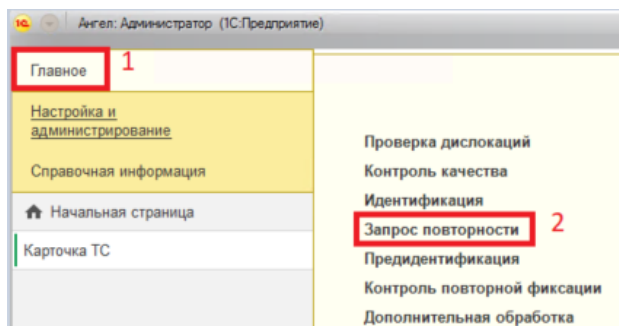 1С Ангел: Администратор (1С:Предприятие)
Главное 1
Настройка и
администрирование
Справочная информация
Начальная страница
Карточка ТС
Проверка дислокаций
Контроль качества
Идентификация
Запрос повторности 2
Предидентификация
Контроль повторной фиксации
Дополнительная обработка